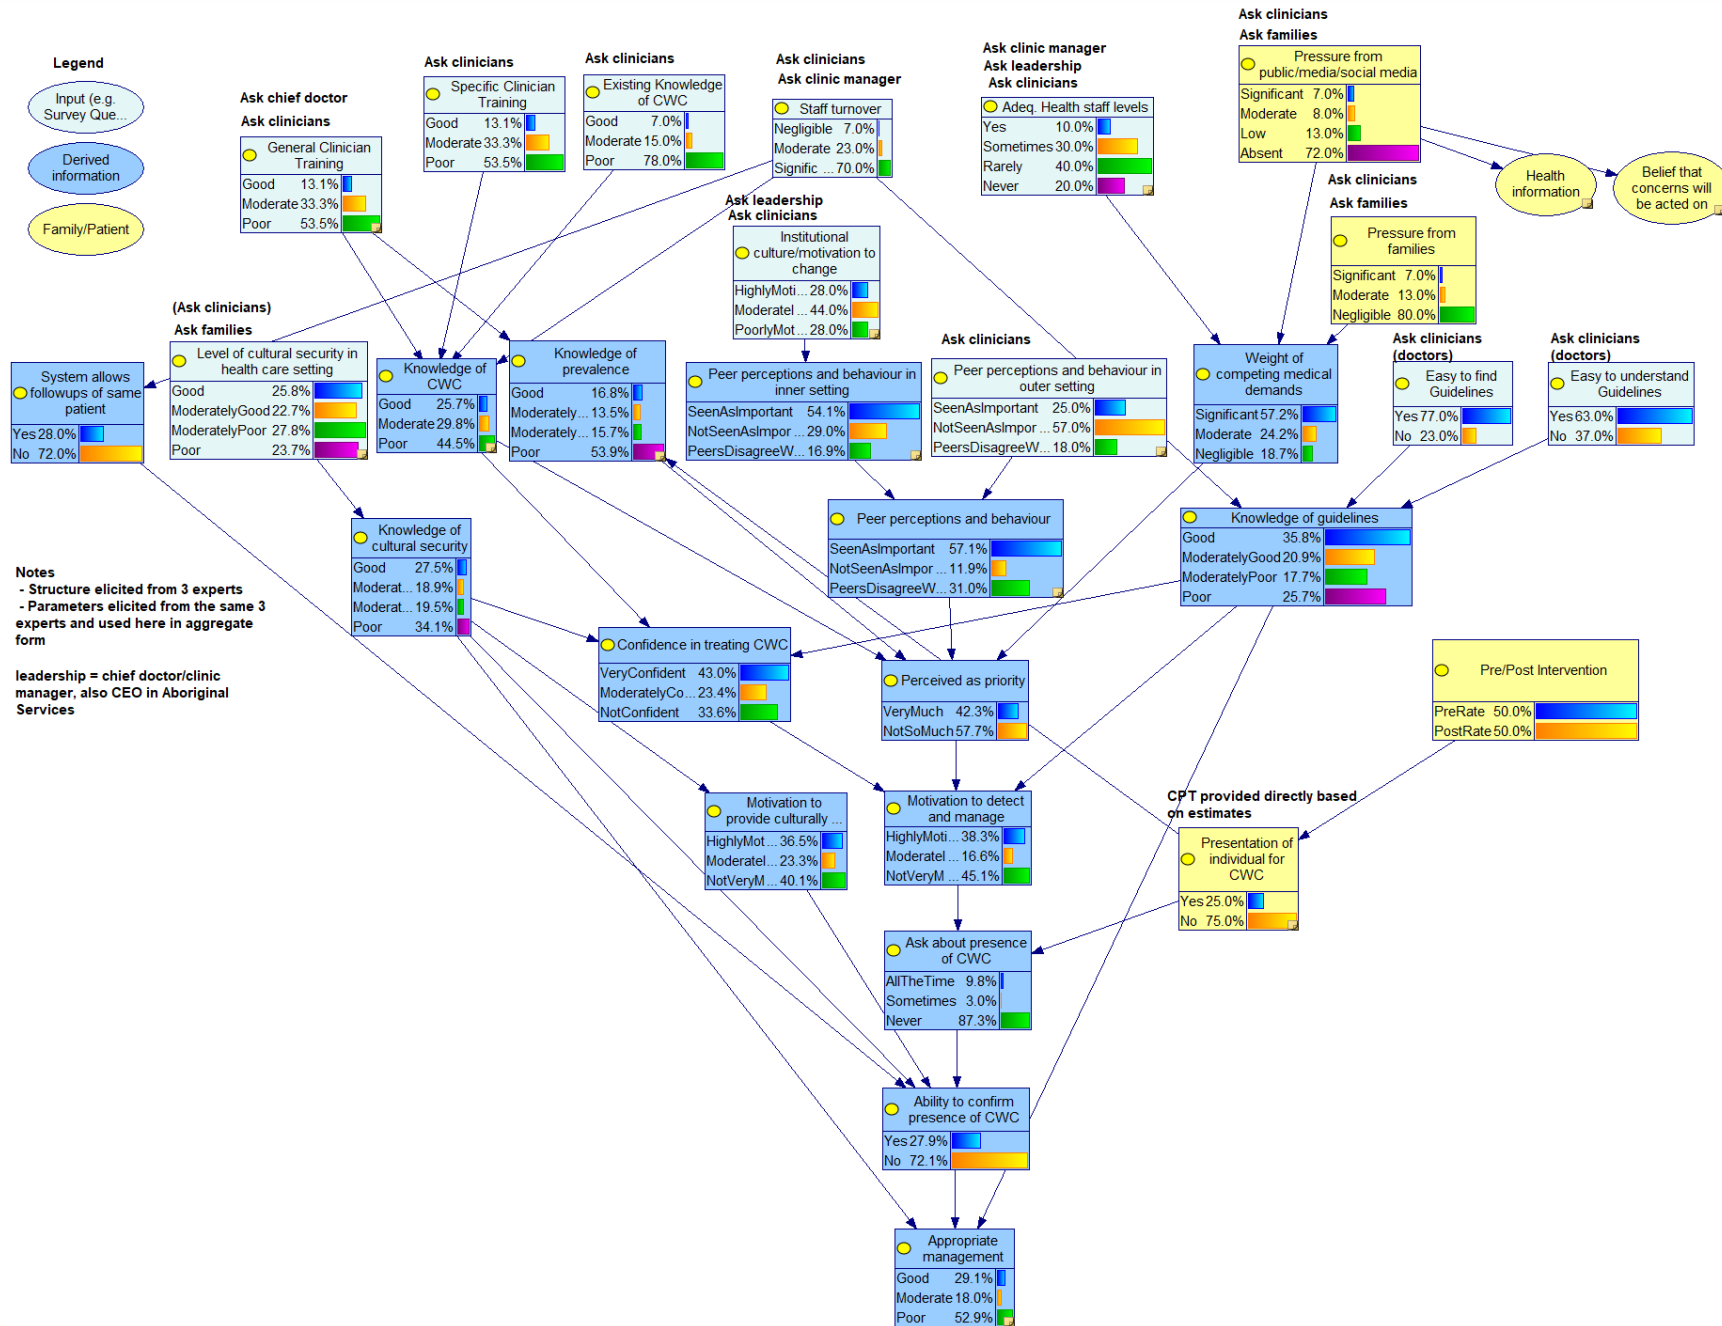 Legend
Input (e.g.
Survey Que...
Derived
information
Family/Patient
Ask chief doctor
Ask clinicians
General Clinician
Training
Good 13.1%
Moderate 33.3%
Poor 53.5%
Ask clinicians
Specific Clinician
Training
Good 13.1%
Moderate 33.3%
Poor 53.5%
Ask clinicians
Existing Knowledge
of CWC
Good 7.0%
Moderate 15.0%
Poor 78.0%
Ask clinicians
Ask clinic manager
Staff turnover
Negligible 7.0%
Moderate 23.0%
Signific ... 70.0%
Ask clinic manager
Ask leadership
Ask clinicians
Adeq. Health staff levels
Yes 10.0%
Sometimes 30.0%
Rarely 40.0%
Never 20.0%
Ask clinicians
Ask families
Pressure from
public/media/social media
Significant 7.0%
Moderate 8.0%
Low 13.0%
Absent 72.0%
Health
information
Belief that
concerns will
be acted on
Ask leadership
Ask clinicians
Institutional
culture/motivation to
change
HighlyMoti... 28.0%
Moderatel ... 44.0%
PoorlyMot ... 28.0%
Ask clinicians
Ask families
Pressure from
families
Significant 7.0%
Moderate 13.0%
Negligible 80.0%
(Ask clinicians)
Ask families
Level of cultural security in
health care setting
Good 25.8%
ModeratelyGood 22.7%
ModeratelyPoor 27.8%
Poor 23.7%
System allows
followups of same
patient
Yes 28.0%
No 72.0%
Knowledge of
CWC
Good 25.7%
Moderate 29.8%
Poor 44.5%
Knowledge of
prevalence
Good 16.8%
Moderately... 13.5%
Moderately... 15.7%
Poor 53.9%
Peer perceptions and behaviour in
inner setting
SeenAsImportant 54.1%
NotSeenAsImpor ... 29.0%
PeersDisagreeW... 16.9%
Ask clinicians
Peer perceptions and behaviour in
outer setting
SeenAsImportant 25.0%
NotSeenAsImpor ... 57.0%
PeersDisagreeW... 18.0%
Weight of
competing medical
demands
Significant 57.2%
Moderate 24.2%
Negligible 18.7%
Ask clinicians
(doctors)
Easy to find
Guidelines
Yes 77.0%
No 23.0%
Ask clinicians
(doctors)
Easy to understand
Guidelines
Yes 63.0%
No 37.0%
Knowledge of
cultural security
Good 27.5%
Moderat... 18.9%
Moderat... 19.5%
Poor 34.1%
Peer perceptions and behaviour
SeenAsImportant 57.1%
NotSeenAsImpor ... 11.9%
PeersDisagreeW... 31.0%
Knowledge of guidelines
Good 35.8%
ModeratelyGood 20.9%
ModeratelyPoor 17.7%
Poor 25.7%
Notes
- Structure elicited from 3 experts
- Parameters elicited from the same 3
experts and used here in aggregate
form
leadership = chief doctor/clinic
manager, also CEO in Aboriginal
Services
Confidence in treating CWC
VeryConfident 43.0%
ModeratelyCo... 23.4%
NotConfident 33.6%
Perceived as priority
VeryMuch 42.3%
NotSoMuch 57.7%
Pre/Post Intervention
PreRate 50.0%
PostRate 50.0%
Motivation to
provide culturally ...
HighlyMot ... 36.5%
Moderatel ... 23.3%
NotVeryM ... 40.1%
Motivation to detect
and manage
HighlyMoti... 38.3%
Moderatel ... 16.6%
NotVeryM ... 45.1%
CPT provided directly based
on estimates
Presentation of
individual for
CWC
Yes 25.0%
No 75.0%
Ask about presence
of CWC
AllTheTime 9.8%
Sometimes 3.0%
Never 87.3%
Ability to confirm
presence of CWC
Yes 27.9%
No 72.1%
Appropriate
management
Good 29.1%
Moderate 18.0%
Poor 52.9%